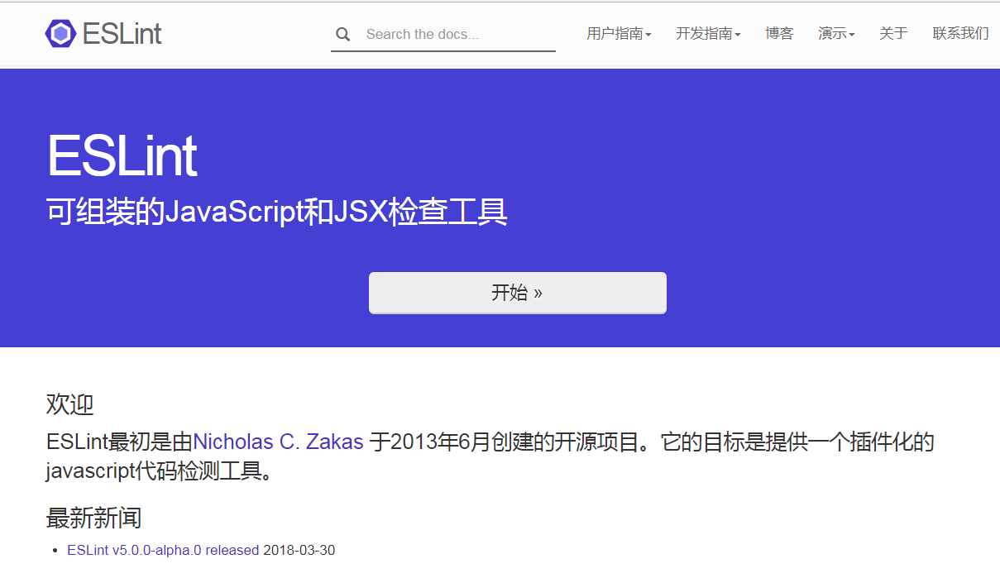 ESLint
Search the docs...
用户指南
开发指南
博客
演示
关于
联系我们
ESLint
可组装的JavaScript和JSX检查工具
开始 »
欢迎
ESLint最初是由Nicholas C. Zakas 于2013年6月创建的开源项目。它的目标是提供一个插件化的
javascript代码检测工具。
最新新闻
ESLint v5.0.0-alpha.0 released 2018-03-30